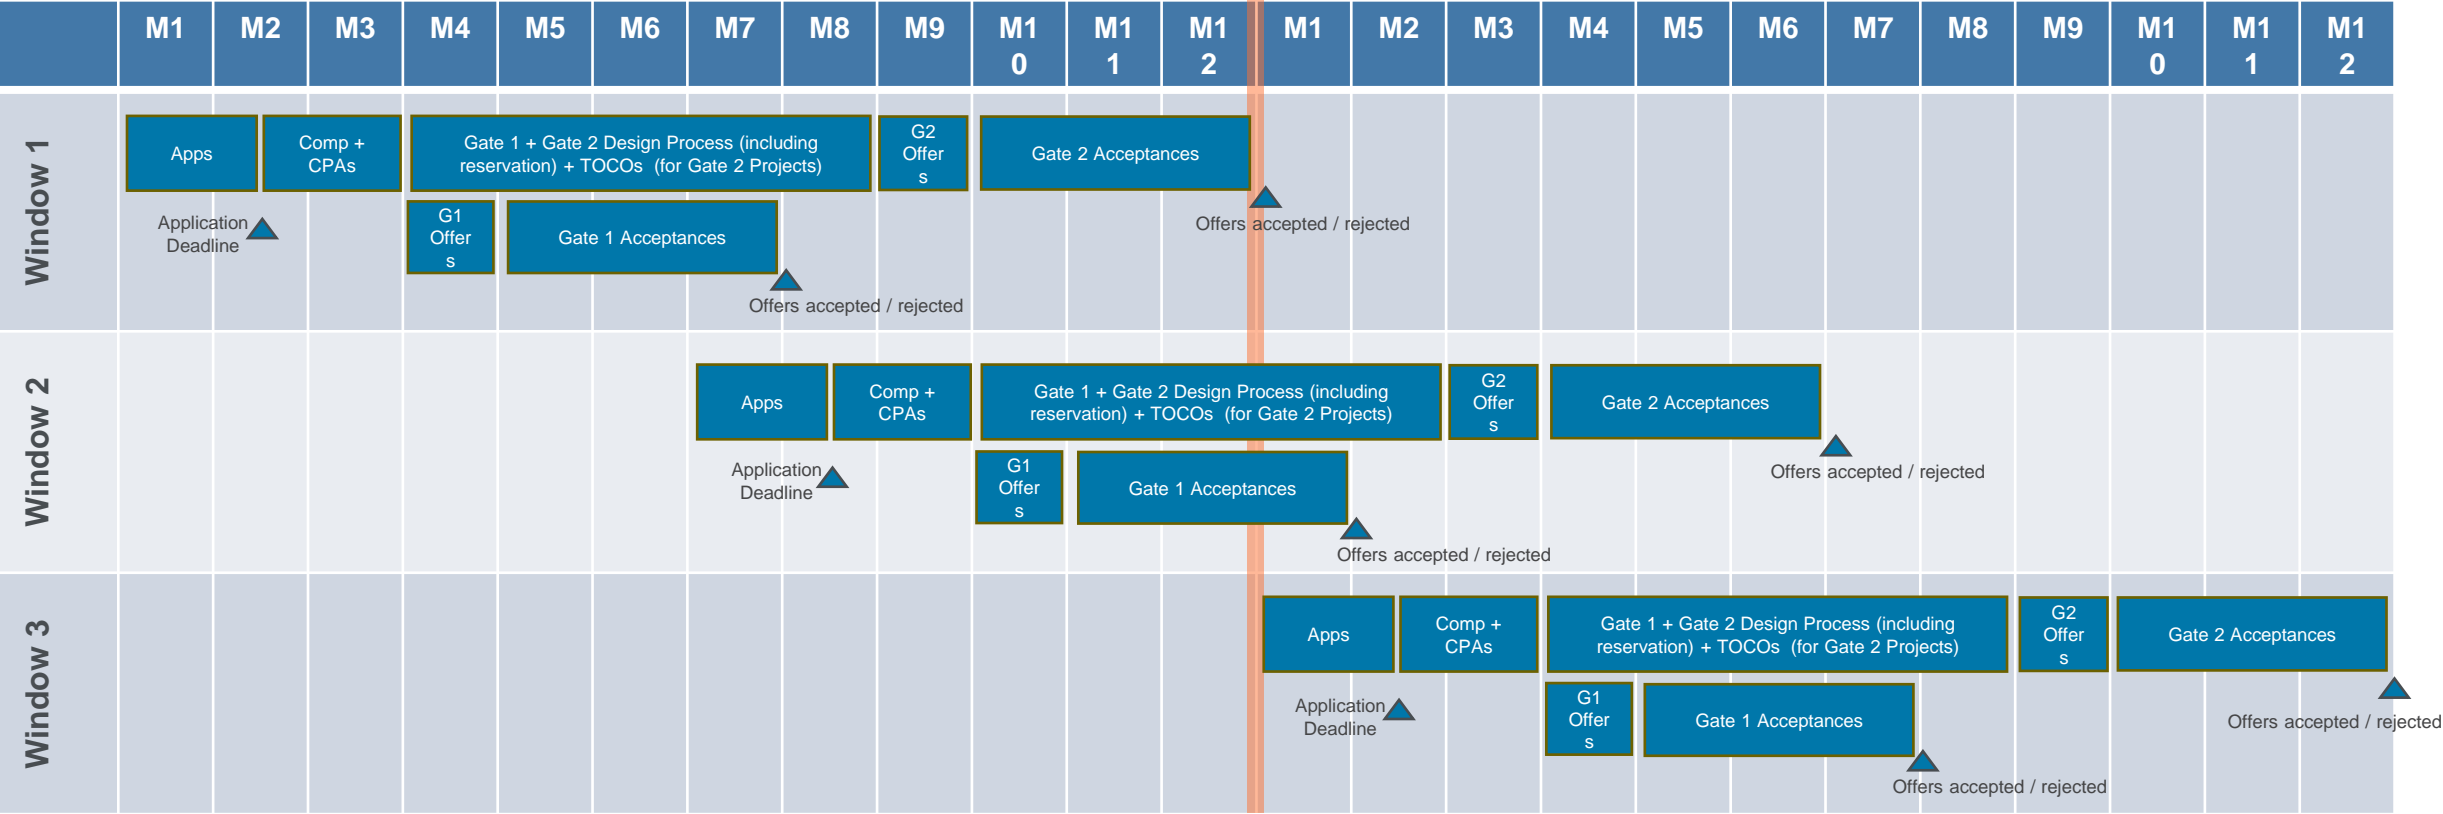 M1 M2 M3 M4 M5 M6 M7 M8 M9 M1 M1 M1 M1 M2 M3 M4 M5 M6 M7 M8 M9 M1 M1 M1
0 1 2 0 1 2
Window 1
Apps
Comp +
CPAs
Gate 1 + Gate 2 Design Process (including
reservation) + TOCOs (for Gate 2 Projects)
G2
Offer
s
Gate 2 Acceptances
Offers accepted / rejected
Application
Deadline
G1
Offer
s
Gate 1 Acceptances
Offers accepted / rejected
Window 2
Apps
Comp +
CPAs
Gate 1 + Gate 2 Design Process (including
reservation) + TOCOs (for Gate 2 Projects)
G2
Offer
s
Gate 2 Acceptances
Offers accepted / rejected
Application
Deadline
G1
Offer
s
Gate 1 Acceptances
Offers accepted / rejected
Window 3
Apps
Comp +
CPAs
Gate 1 + Gate 2 Design Process (including
reservation) + TOCOs (for Gate 2 Projects)
G2
Offer
s
Gate 2 Acceptances
Offers accepted / rejected
Application
Deadline
G1
Offer
s
Gate 1 Acceptances
Offers accepted / rejected